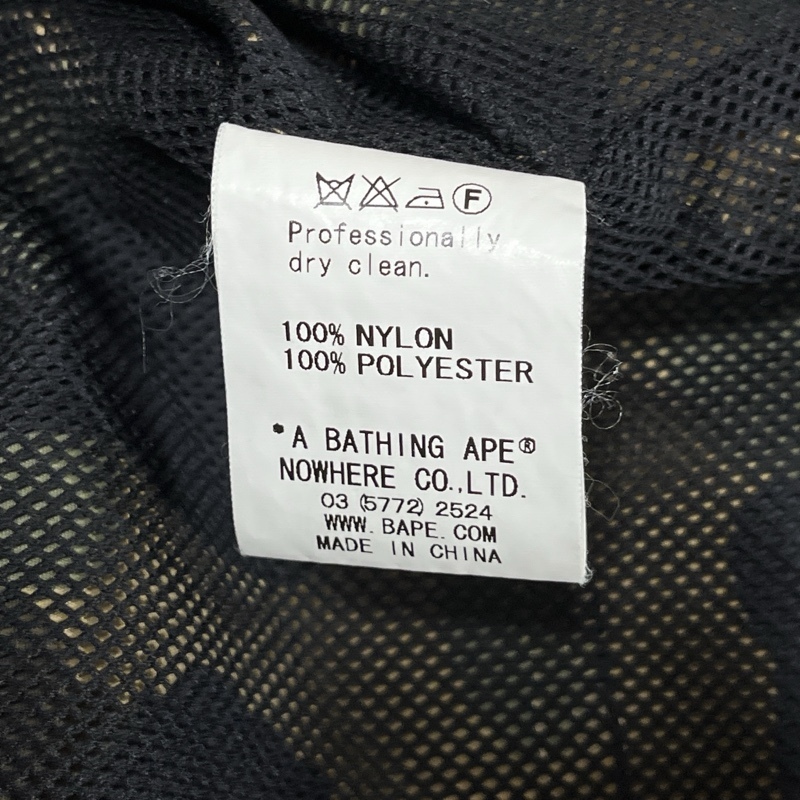 F
Professionally
dry clean.
100% NYLON
100% POLYESTER
*A BATHING APE®
NOWHERE CO.,LTD.
03 (5772) 2524
WWW. BAPE. COM
MADE IN CHINA